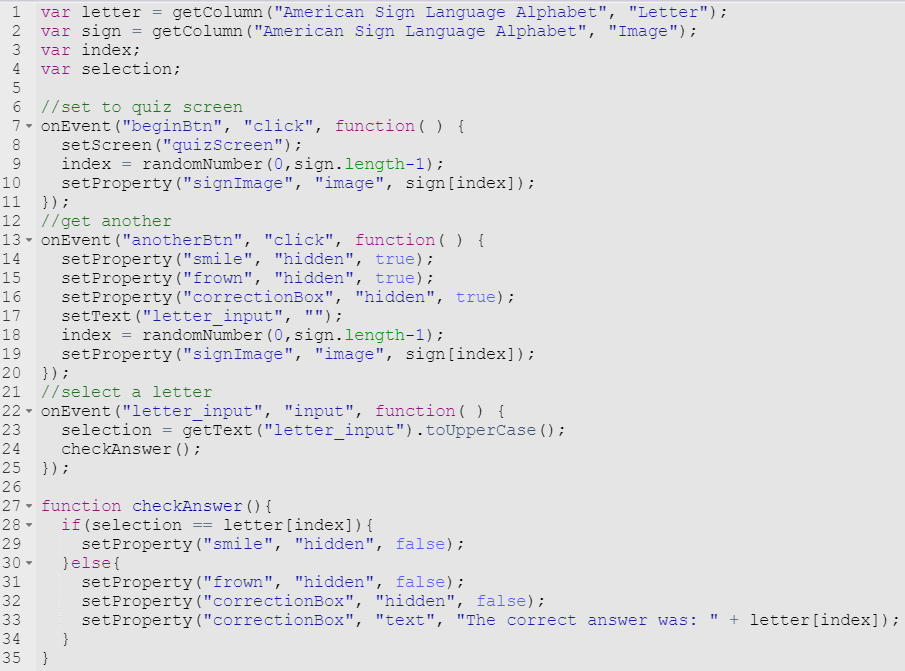 1 var letter = getColumn("American Sign Language Alphabet", "Letter");
2 var sign = getColumn("American Sign Language Alphabet", "Image");
3 var index;
4 var selection;
5
6 //set to quiz screen
7 onEvent("beginBtn", "click", function( ) {
8   setScreen("quizScreen");
9   index = randomNumber(0,sign.length-1);
10   setProperty("signImage", "image", sign[index]);
11 });
12 //get another
13 onEvent("anotherBtn", "click", function( ) {
14   setProperty("smile", "hidden", true);
15   setProperty("frown", "hidden", true);
16   setProperty("correctionBox", "hidden", true);
17   setText("letter_input", "");
18   index = randomNumber(0,sign.length-1);
19   setProperty("signImage", "image", sign[index]);
20 });
21 //select a letter
22 onEvent("letter_input", "input", function( ) {
23   selection = getText("letter_input").toUpperCase();
24   checkAnswer();
25 });
26
27 function checkAnswer(){
28   if(selection == letter[index]){
29     setProperty("smile", "hidden", false);
30   }else{
31     setProperty("frown", "hidden", false);
32     setProperty("correctionBox", "hidden", false);
33     setProperty("correctionBox", "text", "The correct answer was: " + letter[index]);
34   }
35 }